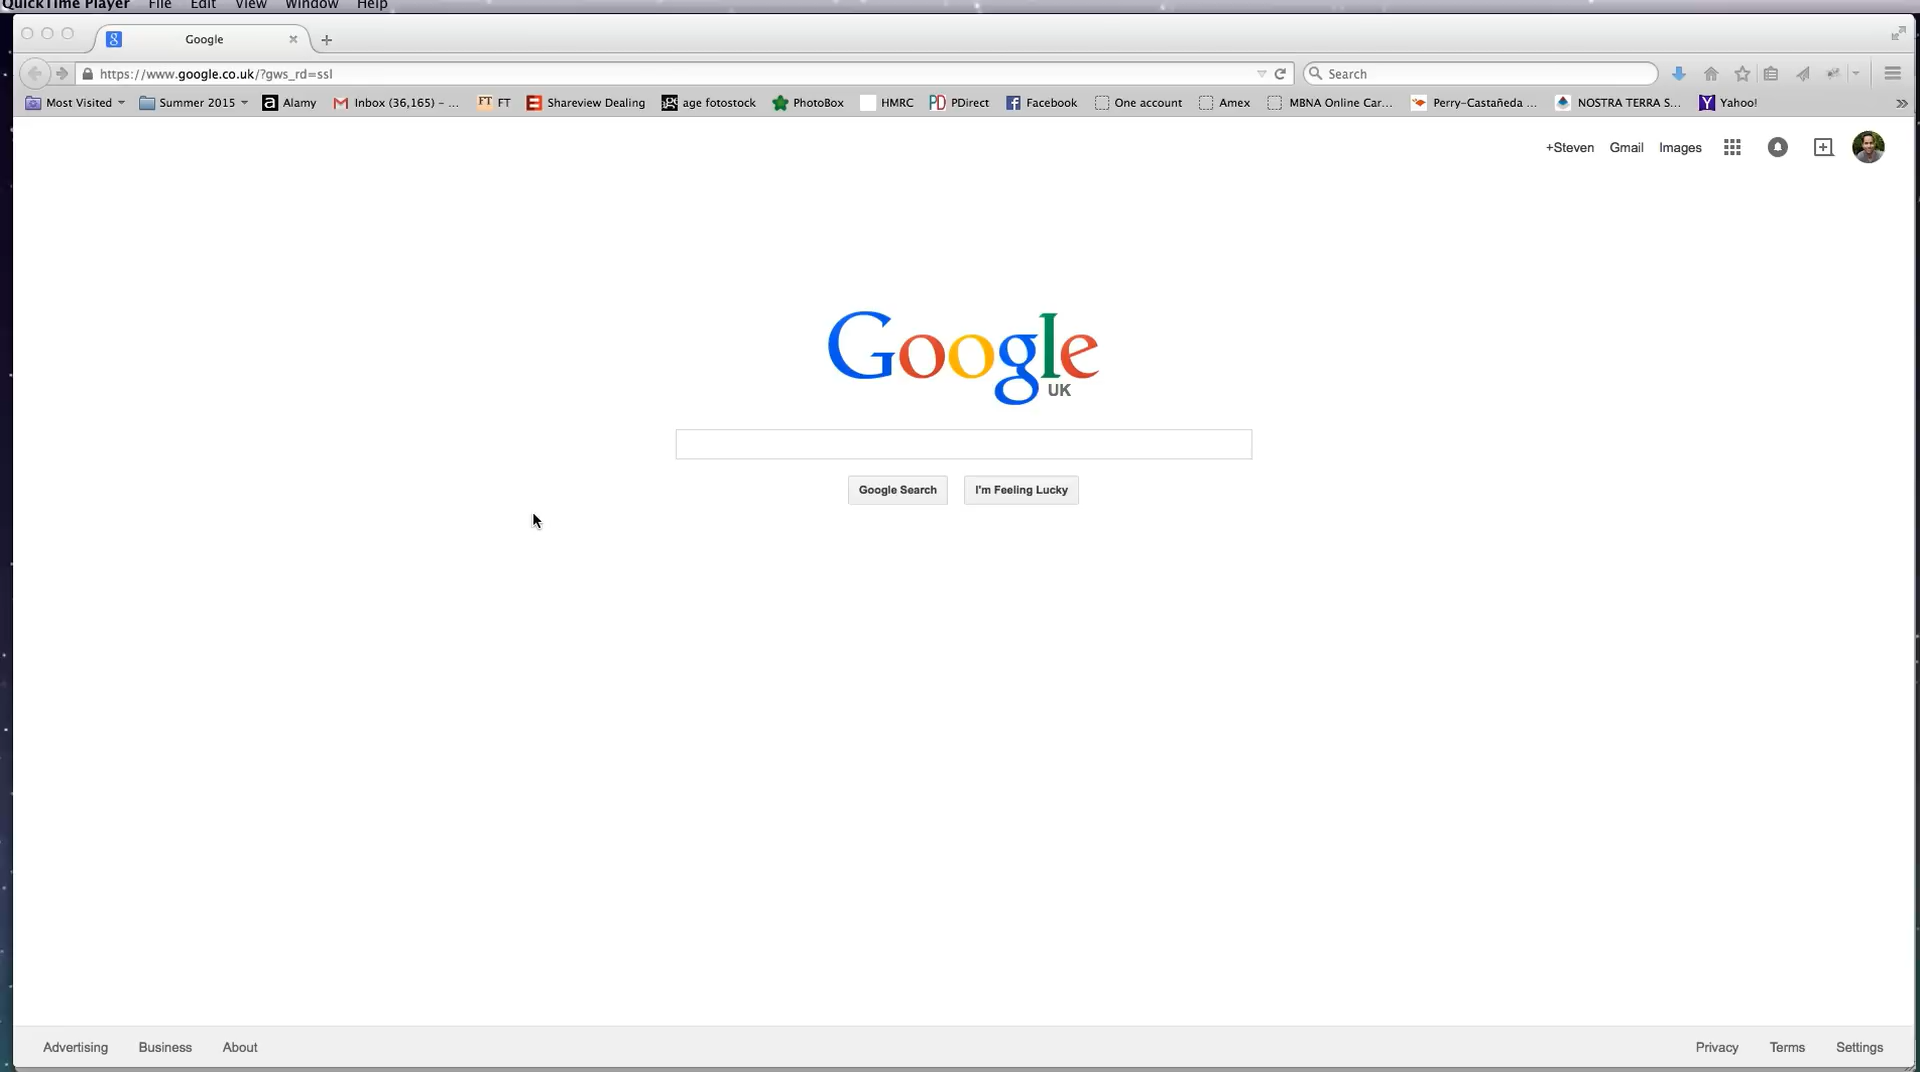 QuickTime Player File Edit View Window Help
Google
https://www.google.co.uk/?gws_rd=ssl Search
Most Visited Summer 2015 Alamy Inbox (36,165) – ... FT Shareview Dealing age fotostock PhotoBox HMRC PDirect Facebook One account Amex MBNA Online Car... Perry-Castañeda ... NOSTRA TERRA S... Yahoo!
+Steven Gmail Images
Google
UK
Google Search I'm Feeling Lucky
Advertising Business About Privacy Terms Settings